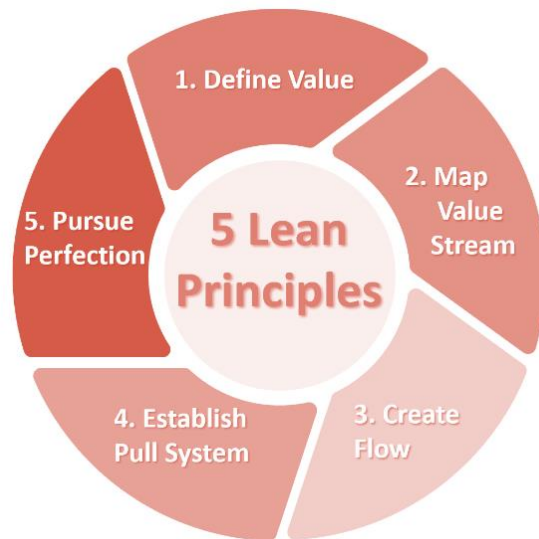 5 Lean
Principles
1. Define Value
2. Map
Value
Stream
3. Create
Flow
4. Establish
Pull System
5. Pursue
Perfection